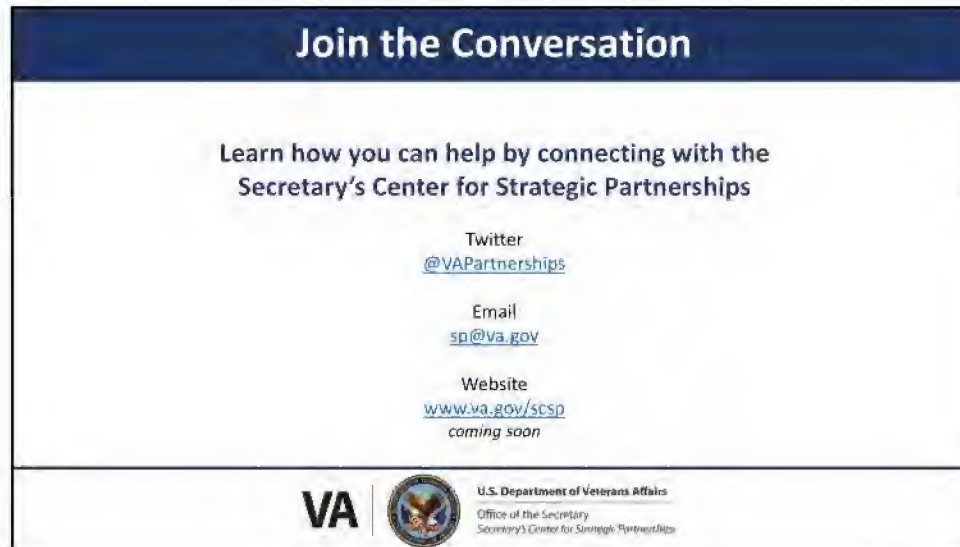 Join the Conversation
Learn how you can help by connecting with the
Secretary's Center for Strategic Partnerships
Twitter
@VAPartnerships
Email
sp@va.gov
Website
www.va.gov/scsp
coming soon
VA
U.S. Department of Veterans Affairs
Office of the Secretary
Secretary's Center for Strategic Partnerships